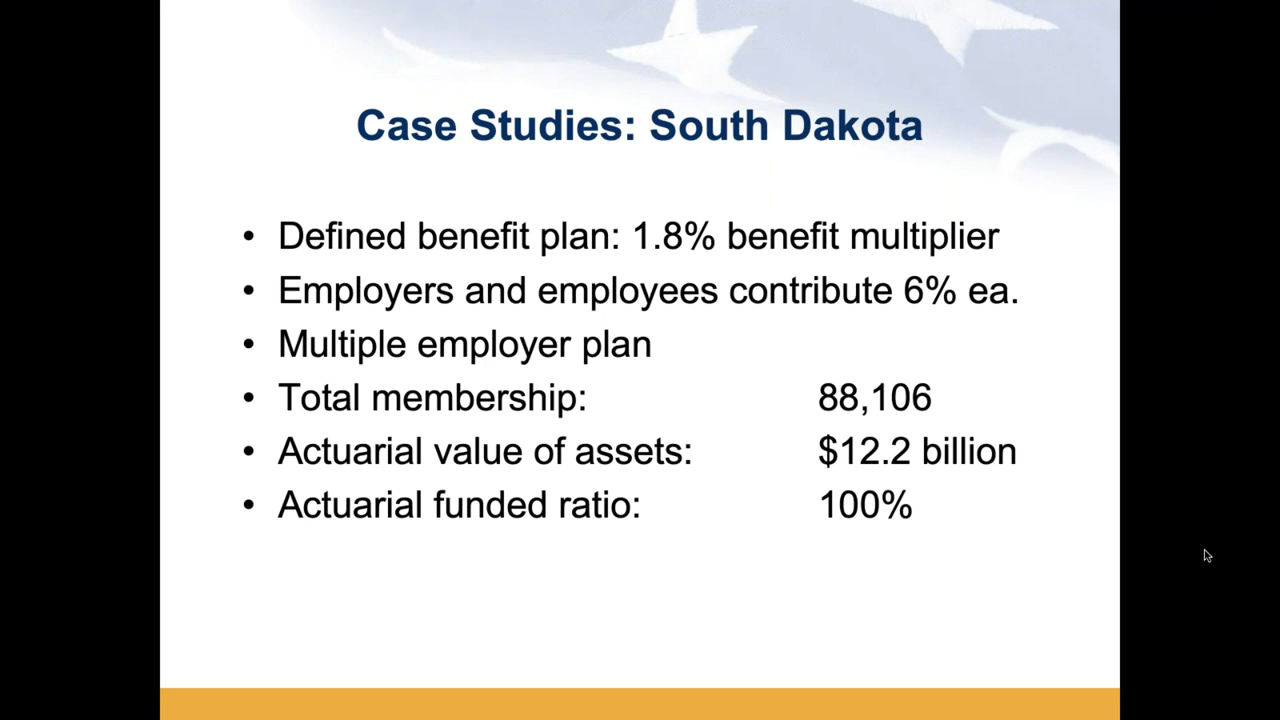 Case Studies: South Dakota
• Defined benefit plan: 1.8% benefit multiplier
• Employers and employees contribute 6% ea.
• Multiple employer plan
• Total membership: 88,106
• Actuarial value of assets: $12.2 billion
• Actuarial funded ratio: 100%